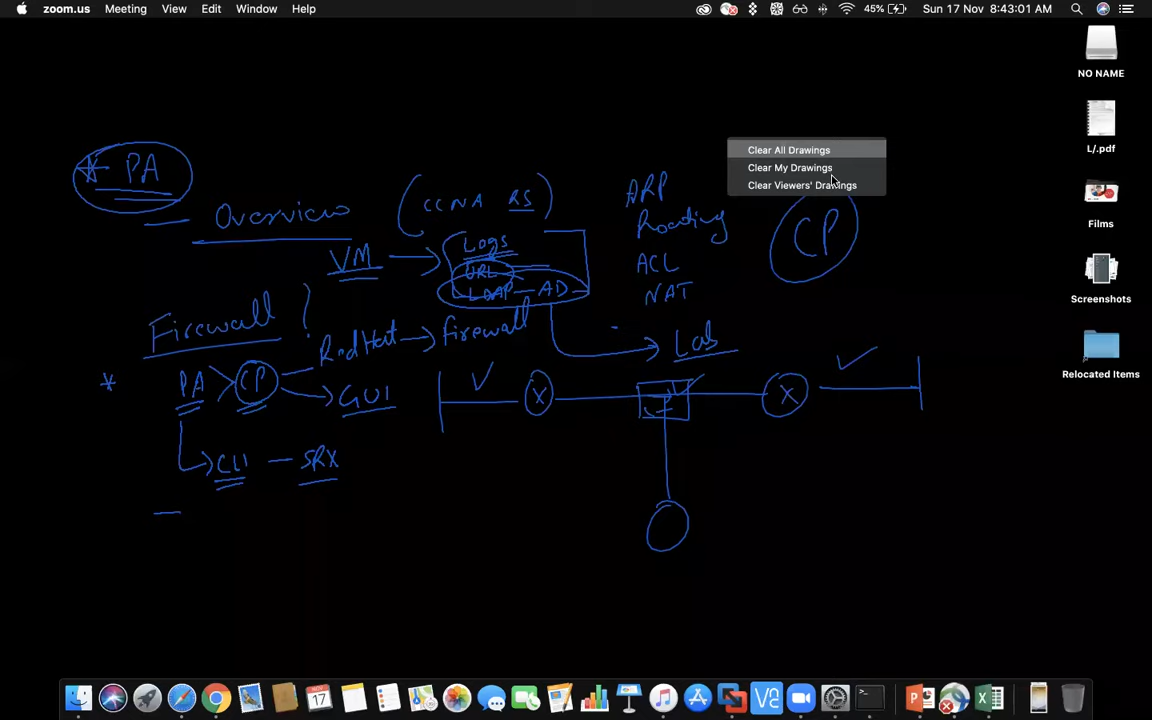 zoom.us Meeting View Edit Window Help
45% Sun 17 Nov 8:43:01 AM
NO NAME
L/.pdf
Films
Screenshots
Relocated Items
Clear All Drawings
Clear My Drawings
Clear Viewers' Drawings
* PA
Overview
(CCNA RS)
VM
Logs
URL
LDAP - AD
ARP
Routing
ACL
NAT
CP
Firewall ?
RedHat firewall
Lab
* PA CP
GUI
X
X
CLI - SRX
NOV
17